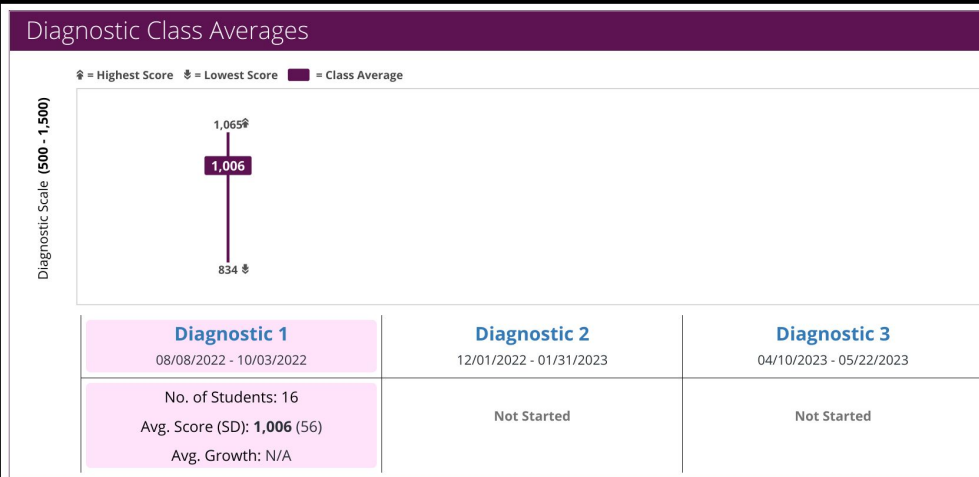 Diagnostic Class Averages
= Highest Score = Lowest Score = Class Average
Diagnostic Scale (500 - 1,500)
1,065
1,006
834
Diagnostic 1
08/08/2022 - 10/03/2022
Diagnostic 2
12/01/2022 - 01/31/2023
Diagnostic 3
04/10/2023 - 05/22/2023
No. of Students: 16
Avg. Score (SD): 1,006 (56)
Avg. Growth: N/A
Not Started
Not Started